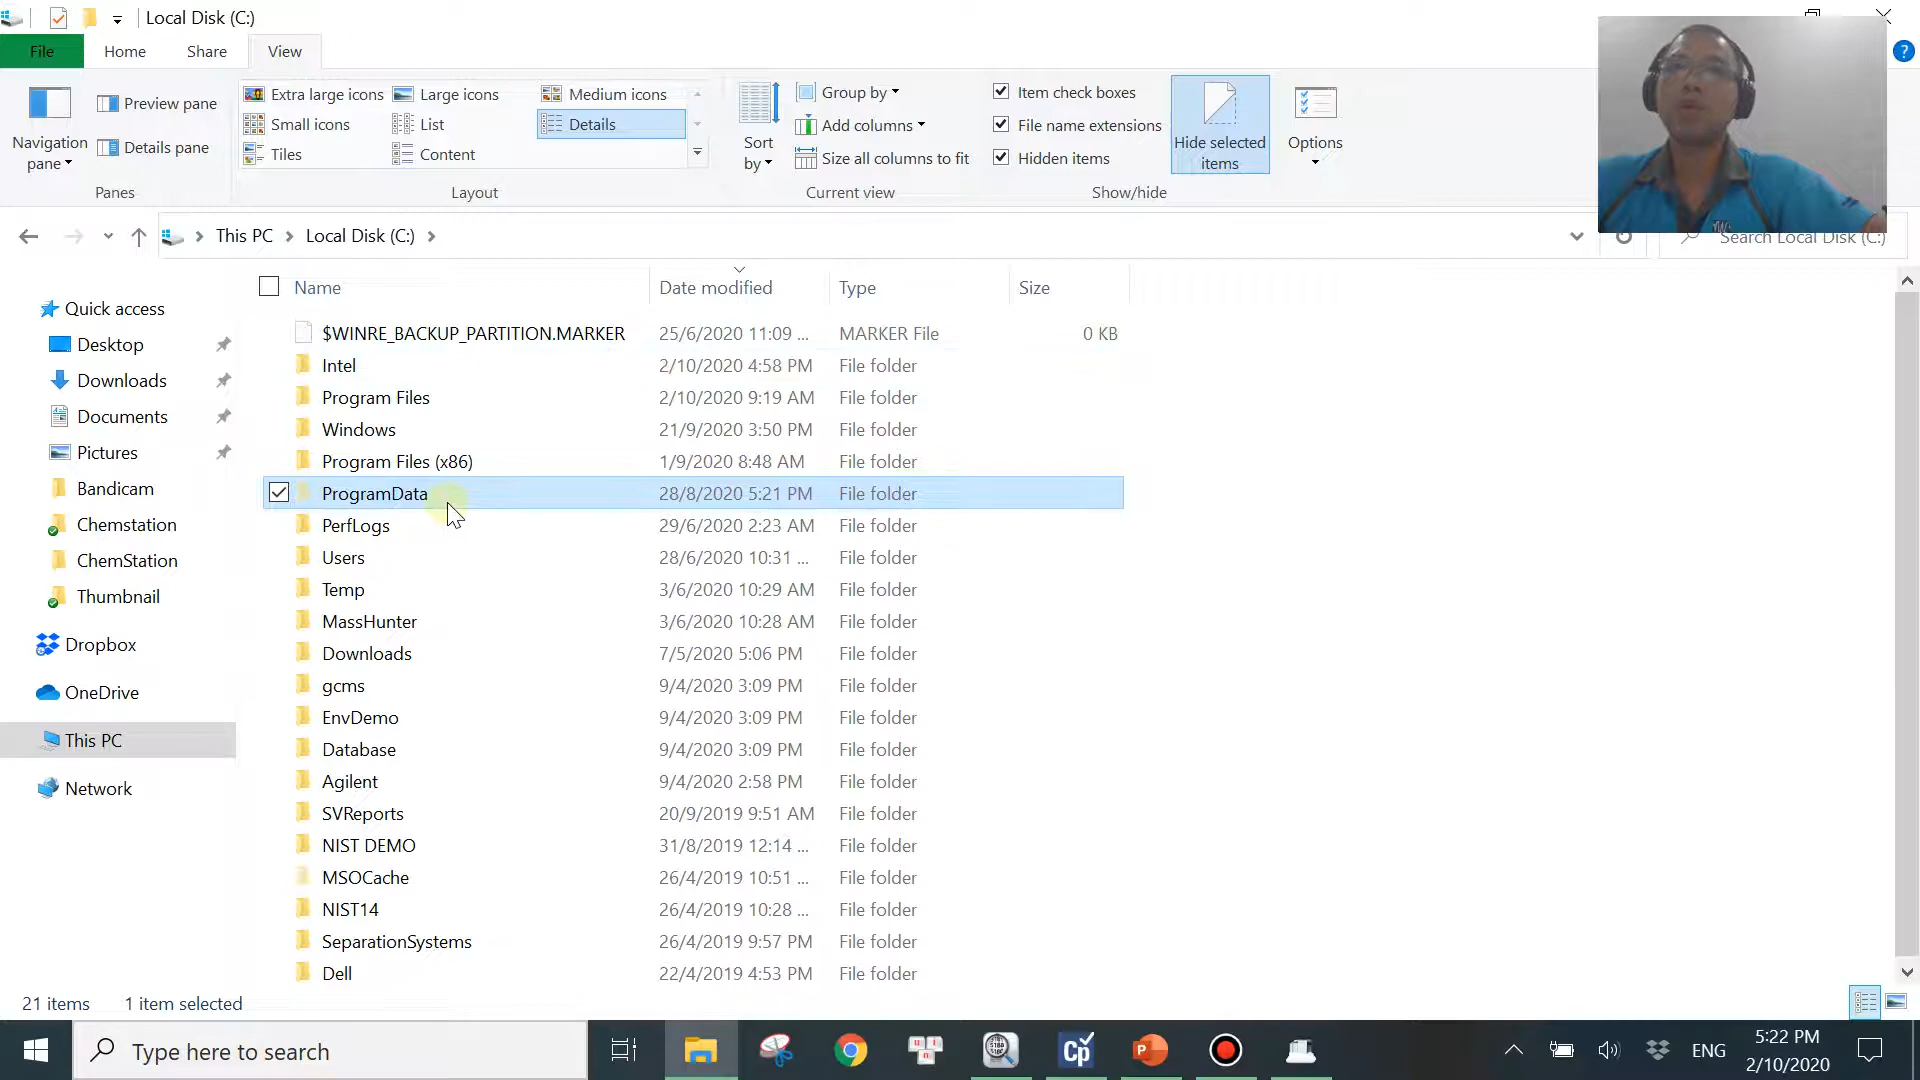 Local Disk (C:)
File Home Share View
Navigation pane
Preview pane
Details pane
Panes
Extra large icons Large icons Medium icons
Small icons List Details
Tiles Content
Layout
Sort by
Group by
Add columns
Size all columns to fit
Current view
Item check boxes
File name extensions
Hidden items
Hide selected items
Show/hide
Options
This PC Local Disk (C:)
Search Local Disk (C:)
Quick access
Desktop
Downloads
Documents
Pictures
Bandicam
Chemstation
ChemStation
Thumbnail
Dropbox
OneDrive
This PC
Network
Name Date modified Type Size
$WINRE_BACKUP_PARTITION.MARKER 25/6/2020 11:09 ... MARKER File 0 KB
Intel 2/10/2020 4:58 PM File folder
Program Files 2/10/2020 9:19 AM File folder
Windows 21/9/2020 3:50 PM File folder
Program Files (x86) 1/9/2020 8:48 AM File folder
ProgramData 28/8/2020 5:21 PM File folder
PerfLogs 29/6/2020 2:23 AM File folder
Users 28/6/2020 10:31 ... File folder
Temp 3/6/2020 10:29 AM File folder
MassHunter 3/6/2020 10:28 AM File folder
Downloads 7/5/2020 5:06 PM File folder
gcms 9/4/2020 3:09 PM File folder
EnvDemo 9/4/2020 3:09 PM File folder
Database 9/4/2020 3:09 PM File folder
Agilent 9/4/2020 2:58 PM File folder
SVReports 20/9/2019 9:51 AM File folder
NIST DEMO 31/8/2019 12:14 ... File folder
MSOCache 26/4/2019 10:51 ... File folder
NIST14 26/4/2019 10:28 ... File folder
SeparationSystems 26/4/2019 9:57 PM File folder
Dell 22/4/2019 4:53 PM File folder
21 items 1 item selected
Type here to search
Cp
ENG
5:22 PM
2/10/2020